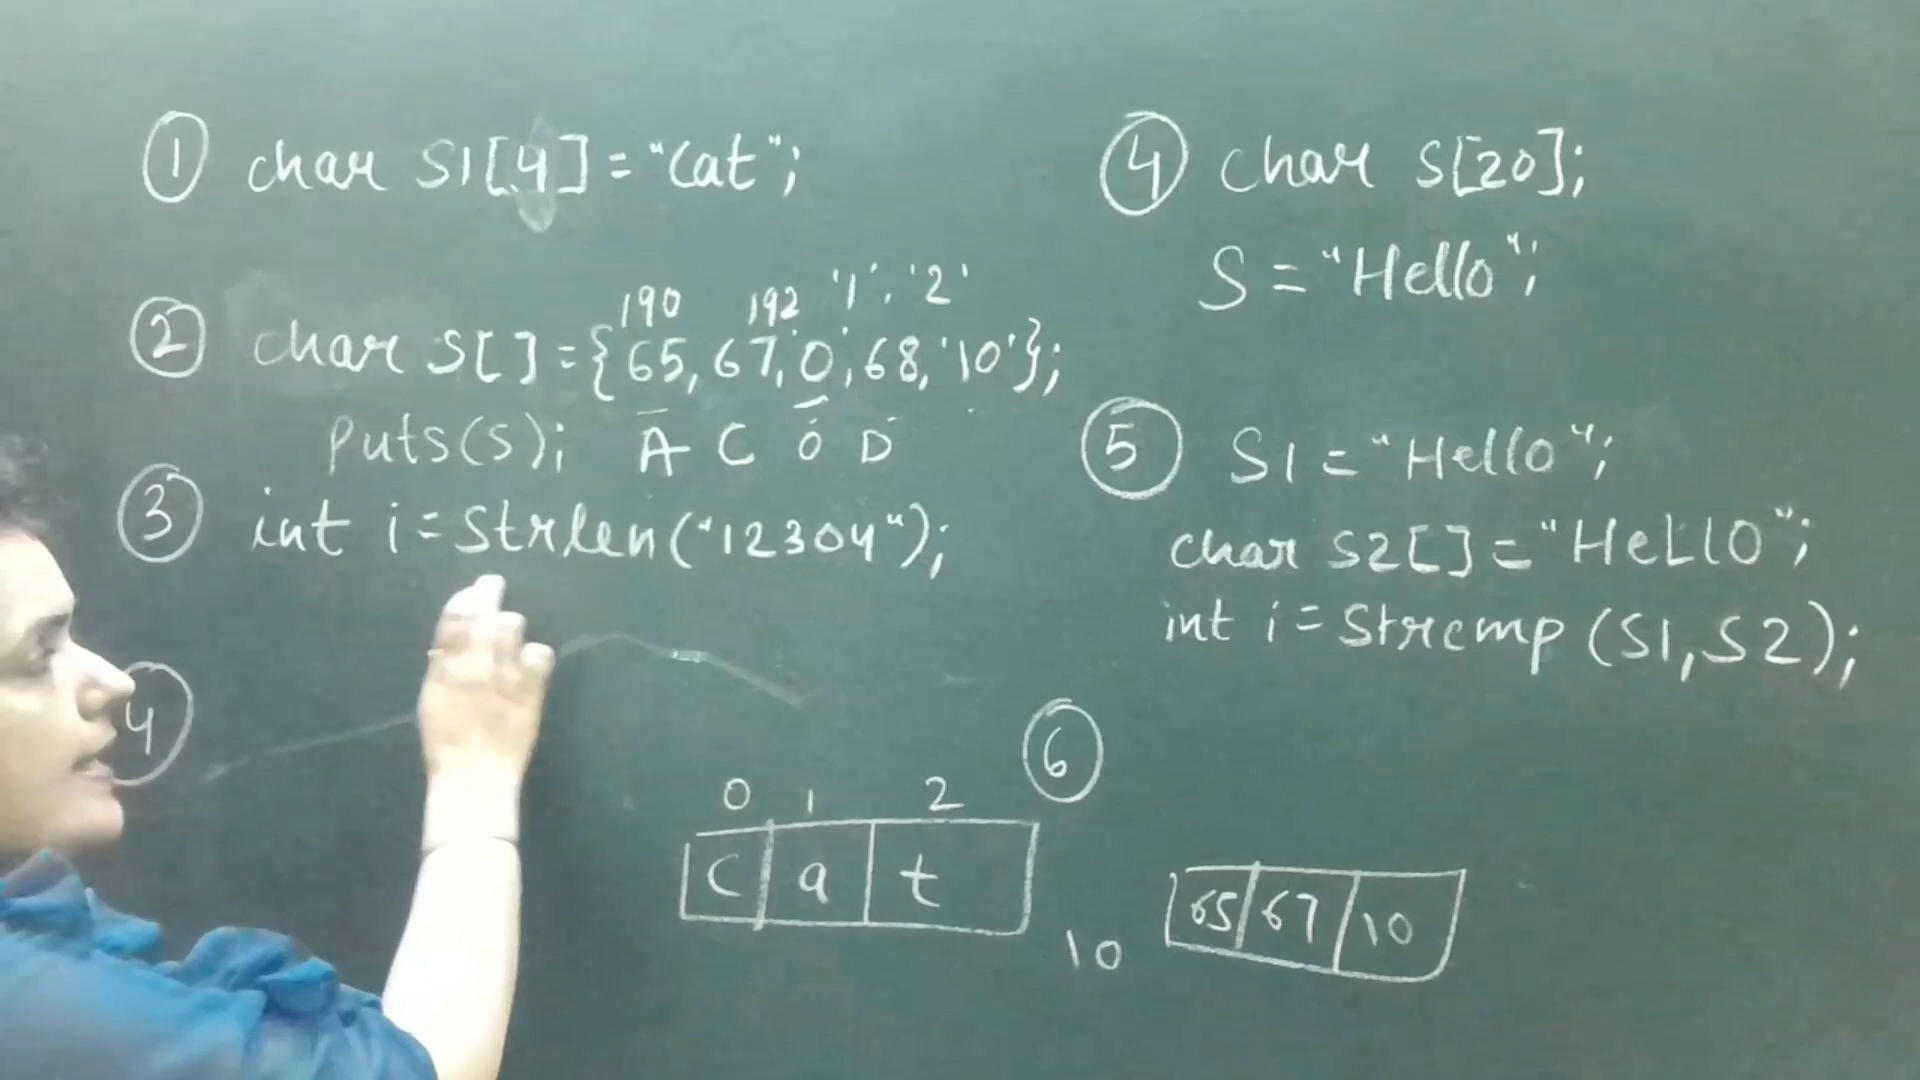 ① char S1[4]="Cat";
190 192 '1','2'
② char S[]={65,67,'0',68,'10'};
puts(s); A C 0 D
③ int i=strlen("12304");
4
0 1 2
C a t
④ char S[20];
S="Hello";
⑤ S1="Hello";
char S2[]="HeLLO";
int i=strcmp(S1,S2);
⑥
10
65 67 10